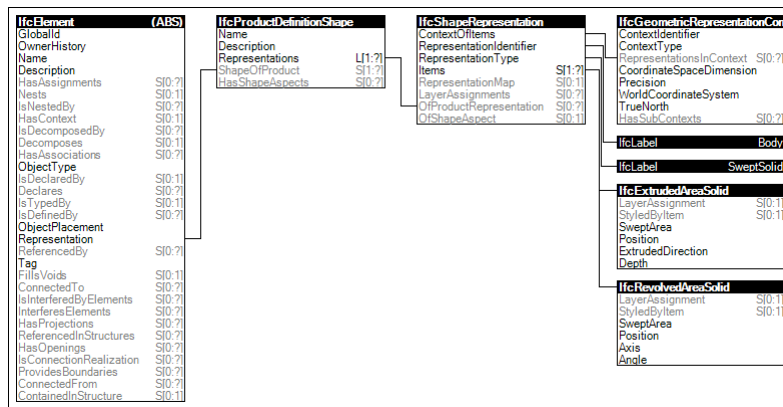 IfcElement (ABS)
GlobalId
OwnerHistory
Name
Description
HasAssignments S[0:?]
Nests S[0:1]
IsNestedBy S[0:?]
HasContext S[0:1]
IsDecomposedBy S[0:?]
Decomposes S[0:1]
HasAssociations S[0:?]
ObjectType
IsDeclaredBy S[0:1]
Declares S[0:?]
IsTypedBy S[0:1]
IsDefinedBy S[0:?]
ObjectPlacement
Representation
ReferencedBy S[0:?]
Tag
FillsVoids S[0:1]
ConnectedTo S[0:?]
IsInterferedByElements S[0:?]
InterferesElements S[0:?]
HasProjections S[0:?]
ReferencedInStructures S[0:?]
HasOpenings S[0:?]
IsConnectionRealization S[0:?]
ProvidesBoundaries S[0:?]
ConnectedFrom S[0:?]
ContainedInStructure S[0:1]
IfcProductDefinitionShape
Name
Description
Representations L[1:?]
ShapeOfProduct S[1:?]
HasShapeAspects S[0:?]
IfcShapeRepresentation
ContextOfItems
RepresentationIdentifier
RepresentationType
Items S[1:?]
RepresentationMap S[0:1]
LayerAssignments S[0:?]
OfProductRepresentation S[0:?]
OfShapeAspect S[0:1]
IfcGeometricRepresentationCon
ContextIdentifier
ContextType
RepresentationsInContext S[0:?]
CoordinateSpaceDimension
Precision
WorldCoordinateSystem
TrueNorth
HasSubContexts S[0:?]
IfcLabel Body
IfcLabel SweptSolid
IfcExtrudedAreaSolid
LayerAssignment S[0:1]
StyledByItem S[0:1]
SweptArea
Position
ExtrudedDirection
Depth
IfcRevolvedAreaSolid
LayerAssignment S[0:1]
StyledByItem S[0:1]
SweptArea
Position
Axis
Angle